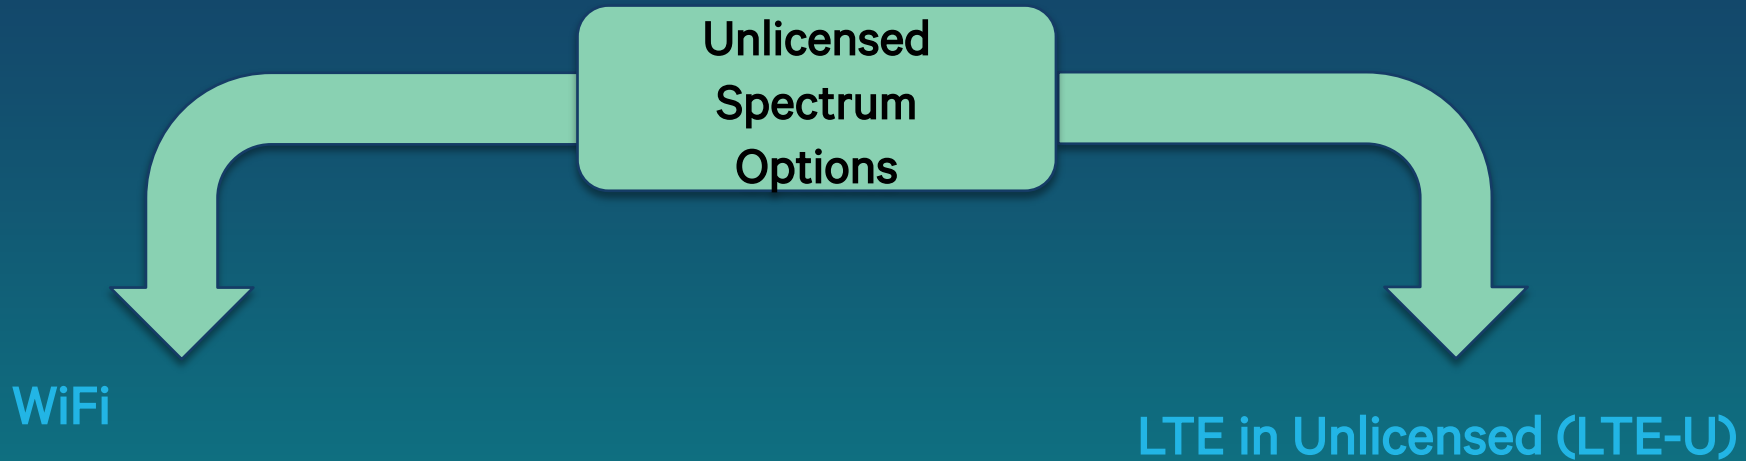 Unlicensed
Spectrum
Options
WiFi
LTE in Unlicensed (LTE-U)